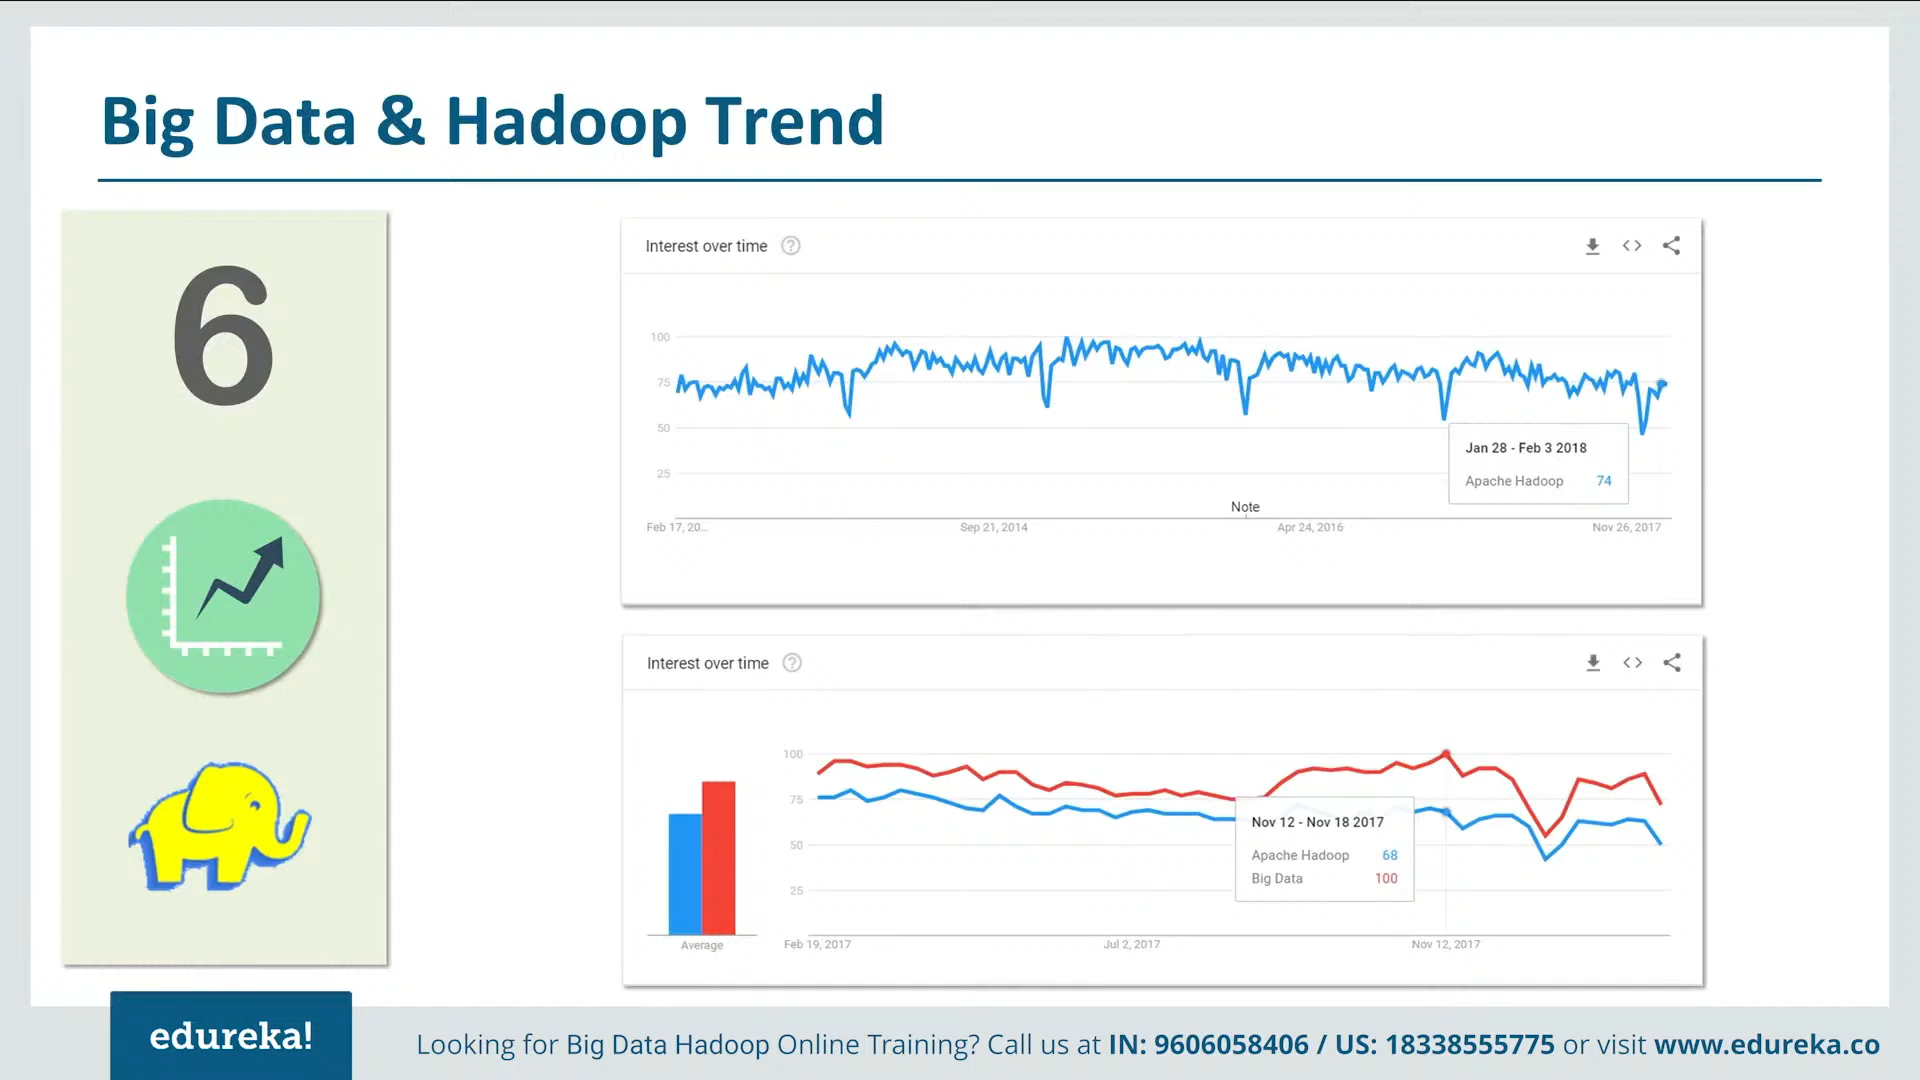 Big Data & Hadoop Trend
6
Interest over time ?
100
75
50
25
Note
Feb 17, 20... Sep 21, 2014 Apr 24, 2016 Nov 26, 2017
Jan 28 - Feb 3 2018
Apache Hadoop 74
Interest over time ?
100
75
50
25
Average
Feb 19, 2017 Jul 2, 2017 Nov 12, 2017
Nov 12 - Nov 18 2017
Apache Hadoop 68
Big Data 100
edureka!
Looking for Big Data Hadoop Online Training? Call us at IN: 9606058406 / US: 18338555775 or visit www.edureka.co